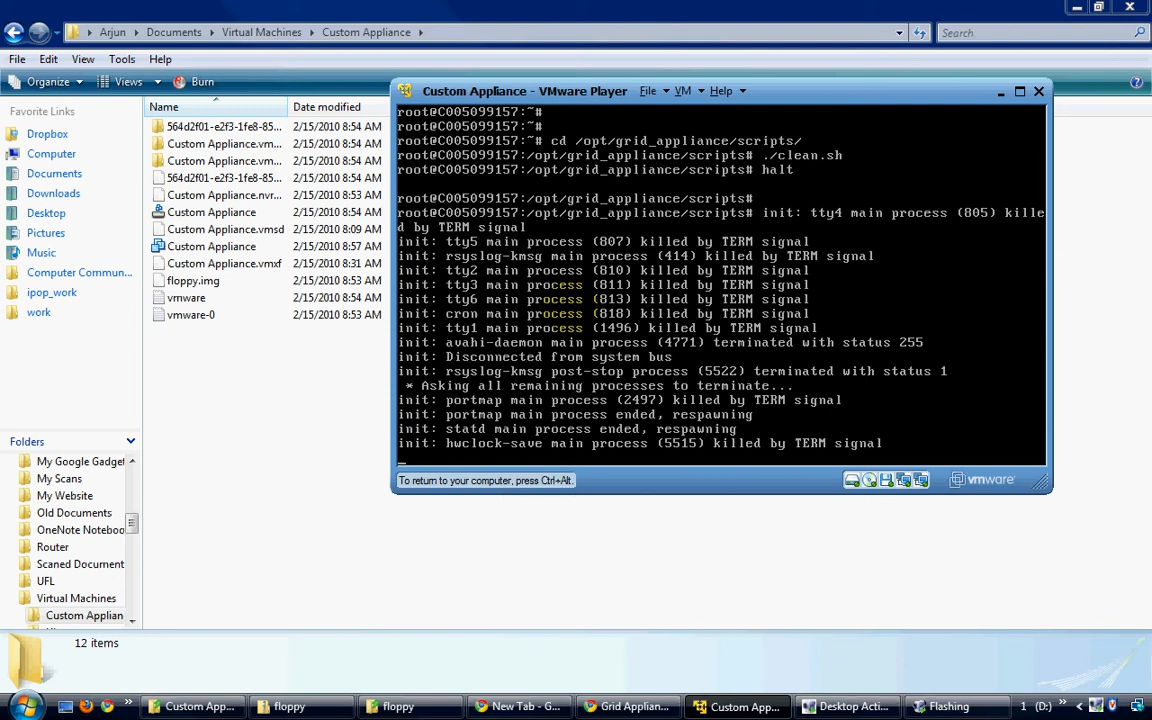 Arjun ▸ Documents ▸ Virtual Machines ▸ Custom Appliance ▸
Search
File Edit View Tools Help
Organize Views Burn
Favorite Links
Dropbox
Computer
Documents
Downloads
Desktop
Pictures
Music
Computer Commun...
ipop_work
work
Folders
My Google Gadget
My Scans
My Website
Old Documents
OneNote Noteboo
Router
Scaned Document
UFL
Virtual Machines
Custom Applian
Name Date modified
564d2f01-e2f3-1fe8-85... 2/15/2010 8:54 AM
Custom Appliance.vm... 2/15/2010 8:54 AM
Custom Appliance.vm... 2/15/2010 8:54 AM
564d2f01-e2f3-1fe8-85... 2/15/2010 8:54 AM
Custom Appliance.nvr... 2/15/2010 8:53 AM
Custom Appliance 2/15/2010 8:54 AM
Custom Appliance.vmsd 2/15/2010 8:09 AM
Custom Appliance 2/15/2010 8:57 AM
Custom Appliance.vmxf 2/15/2010 8:31 AM
floppy.img 2/15/2010 8:53 AM
vmware 2/15/2010 8:54 AM
vmware-0 2/15/2010 8:53 AM
Custom Appliance - VMware Player File VM Help
root@C005099157:~#
root@C005099157:~#
root@C005099157:~# cd /opt/grid_appliance/scripts/
root@C005099157:/opt/grid_appliance/scripts# ./clean.sh
root@C005099157:/opt/grid_appliance/scripts# halt
root@C005099157:/opt/grid_appliance/scripts#
root@C005099157:/opt/grid_appliance/scripts# init: tty4 main process (805) kille
d by TERM signal
init: tty5 main process (807) killed by TERM signal
init: rsyslog-kmsg main process (414) killed by TERM signal
init: tty2 main process (810) killed by TERM signal
init: tty3 main process (811) killed by TERM signal
init: tty6 main process (813) killed by TERM signal
init: cron main process (818) killed by TERM signal
init: tty1 main process (1496) killed by TERM signal
init: avahi-daemon main process (4771) terminated with status 255
init: Disconnected from system bus
init: rsyslog-kmsg post-stop process (5522) terminated with status 1
* Asking all remaining processes to terminate...
init: portmap main process (2497) killed by TERM signal
init: portmap main process ended, respawning
init: statd main process ended, respawning
init: hwclock-save main process (5515) killed by TERM signal
To return to your computer, press Ctrl+Alt.
vmware
12 items
Custom App...
floppy
floppy
New Tab - G...
Grid Applian...
Custom App...
Desktop Acti...
Flashing
1 (D:)